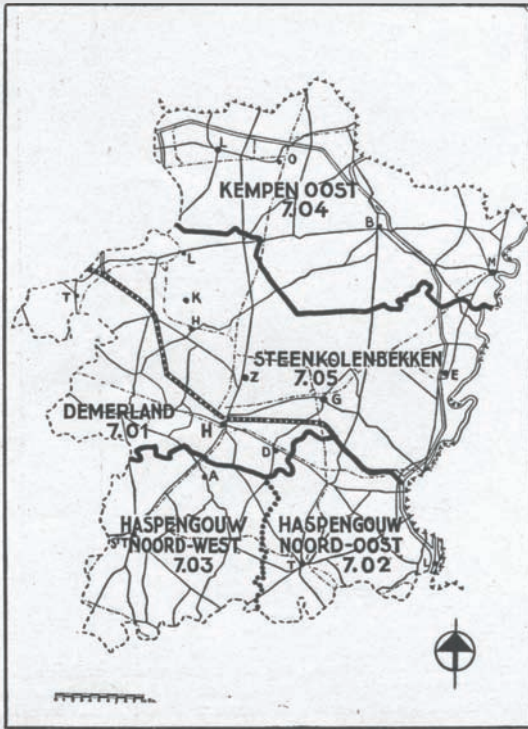 L
O
KEMPEN OOST
7.04
B
L
M
T
K
H
STEENKOLENBEKKEN
7.05
Z
E
G
DEMERLAND
7.01
H
D
A
HASPENGOUW
ST
NOORD-WEST
7.03
HASPENGOUW
NOORD-OOST
7.02
T
L